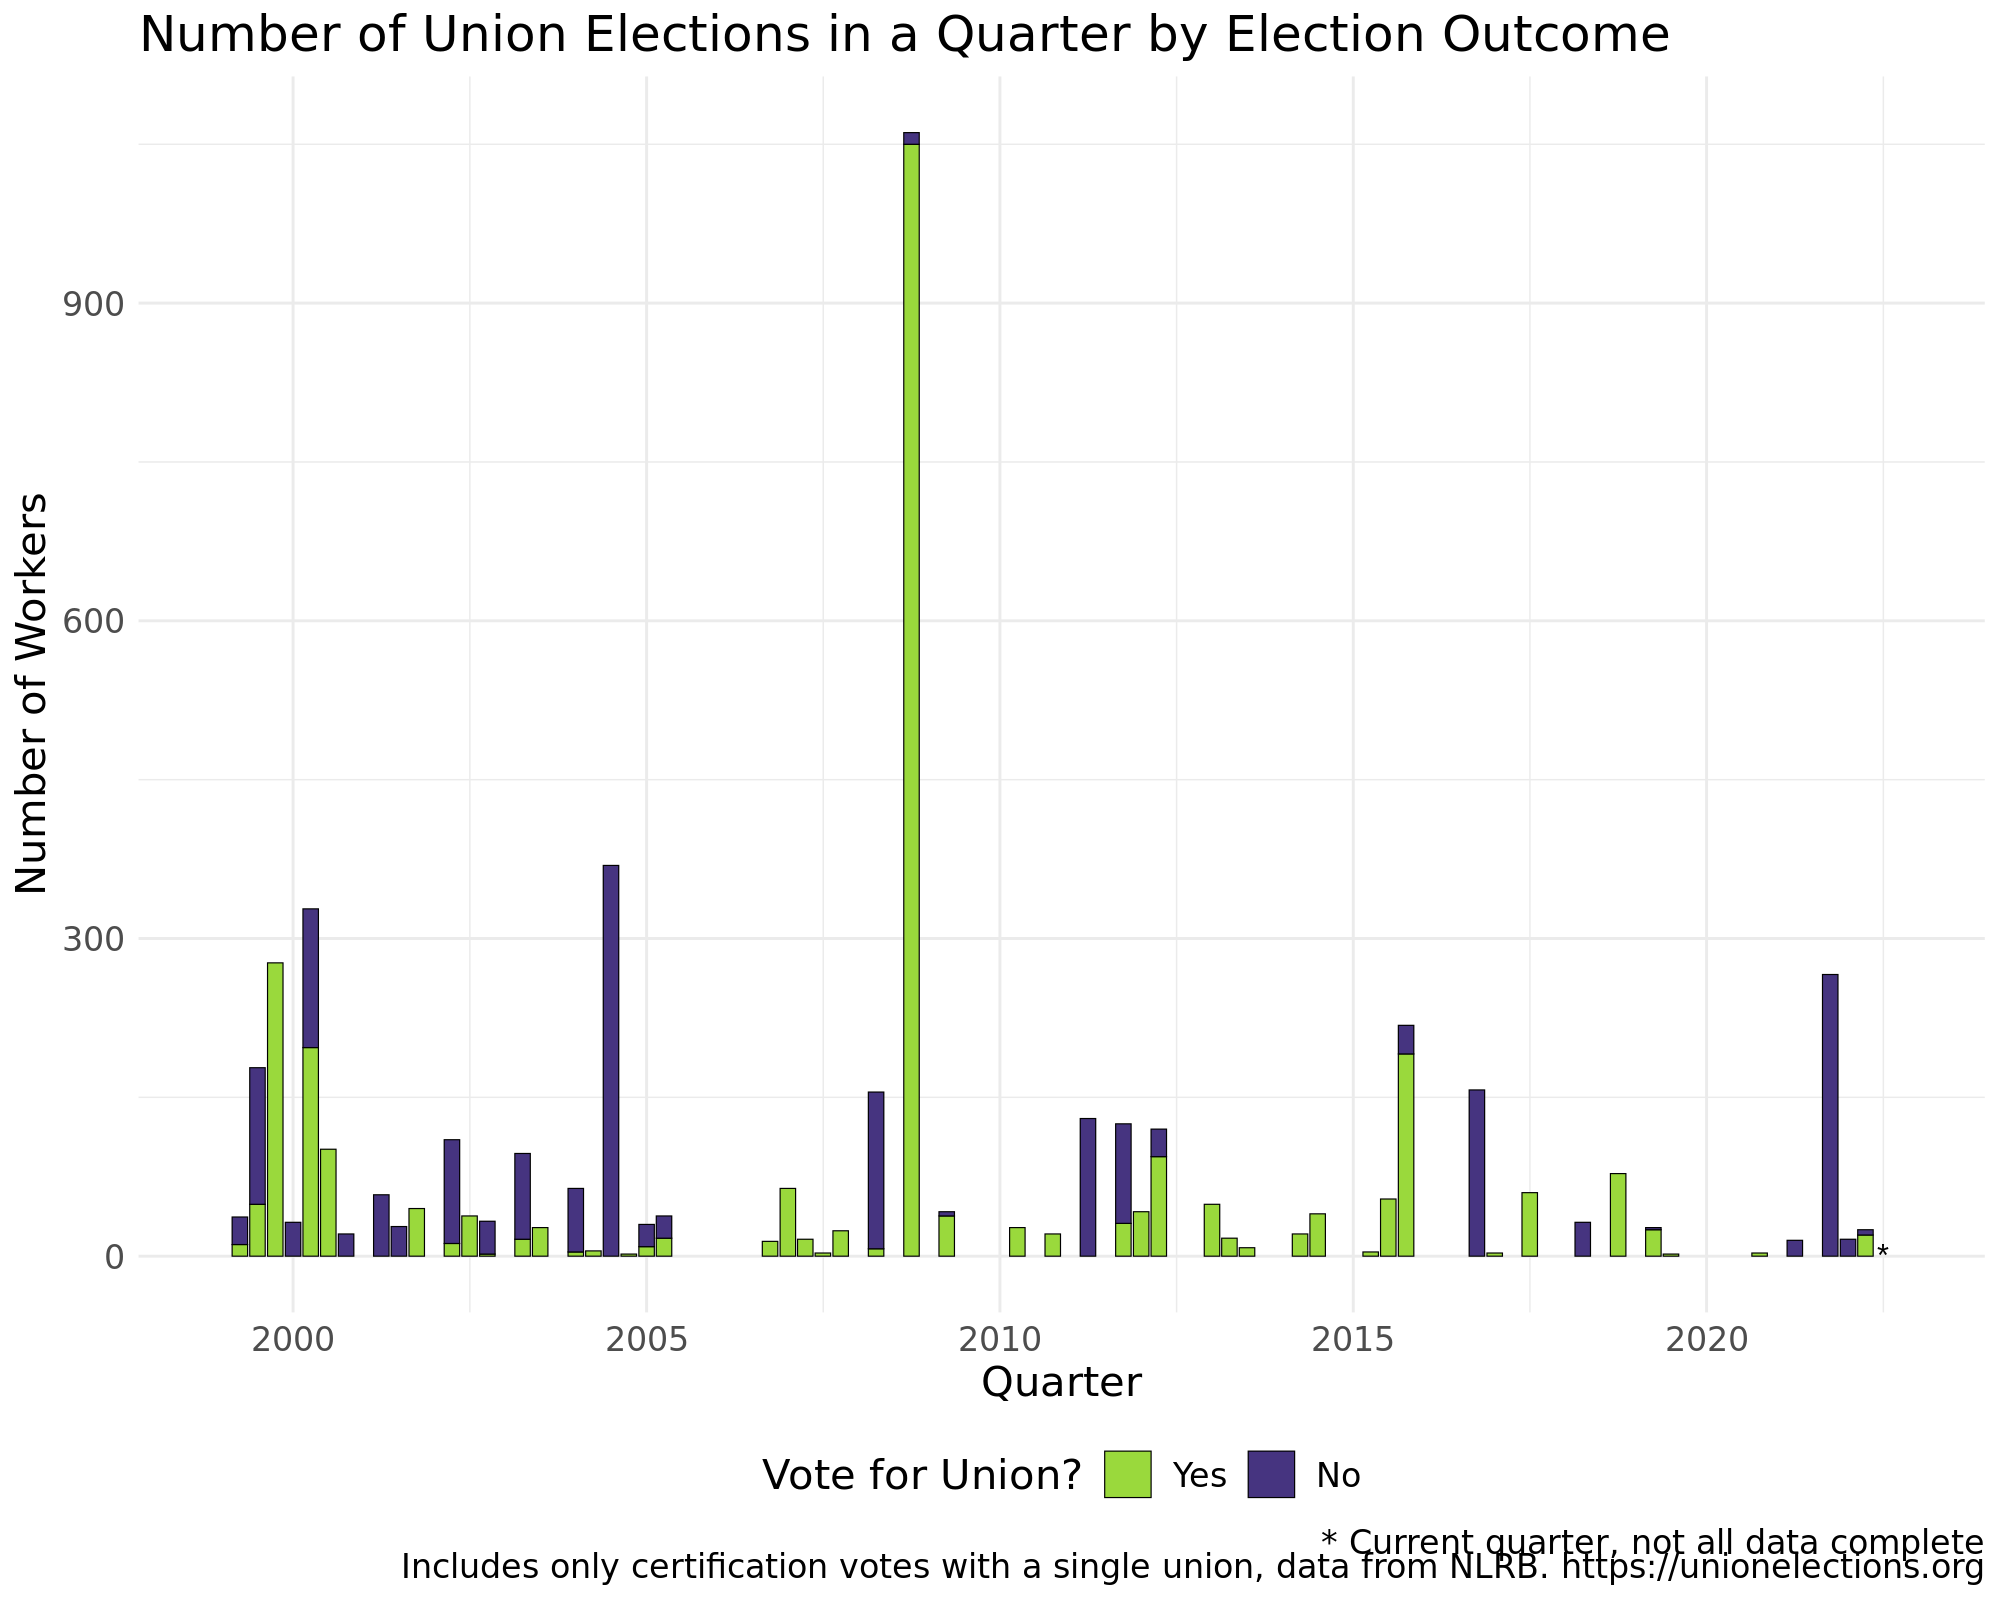 Number of Union Elections in a Quarter by Election Outcome
Number of Workers
900
600
300
0
*
2000 2005 2010 2015 2020
Quarter
Vote for Union? Yes No
* Current quarter, not all data complete
Includes only certification votes with a single union, data from NLRB. https://unionelections.org